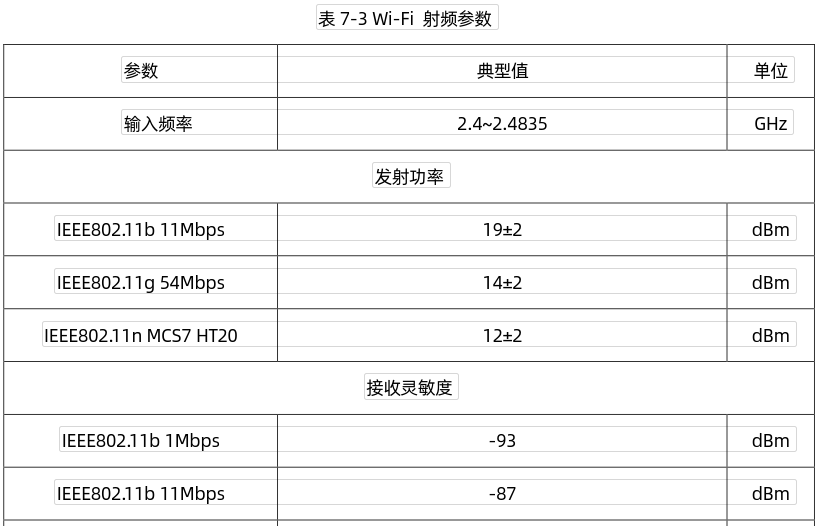 表 7-3 Wi-Fi 射频参数
参数 典型值 单位
输入频率 2.4~2.4835 GHz
发射功率
IEEE802.11b 11Mbps 19±2 dBm
IEEE802.11g 54Mbps 14±2 dBm
IEEE802.11n MCS7 HT20 12±2 dBm
接收灵敏度
IEEE802.11b 1Mbps -93 dBm
IEEE802.11b 11Mbps -87 dBm